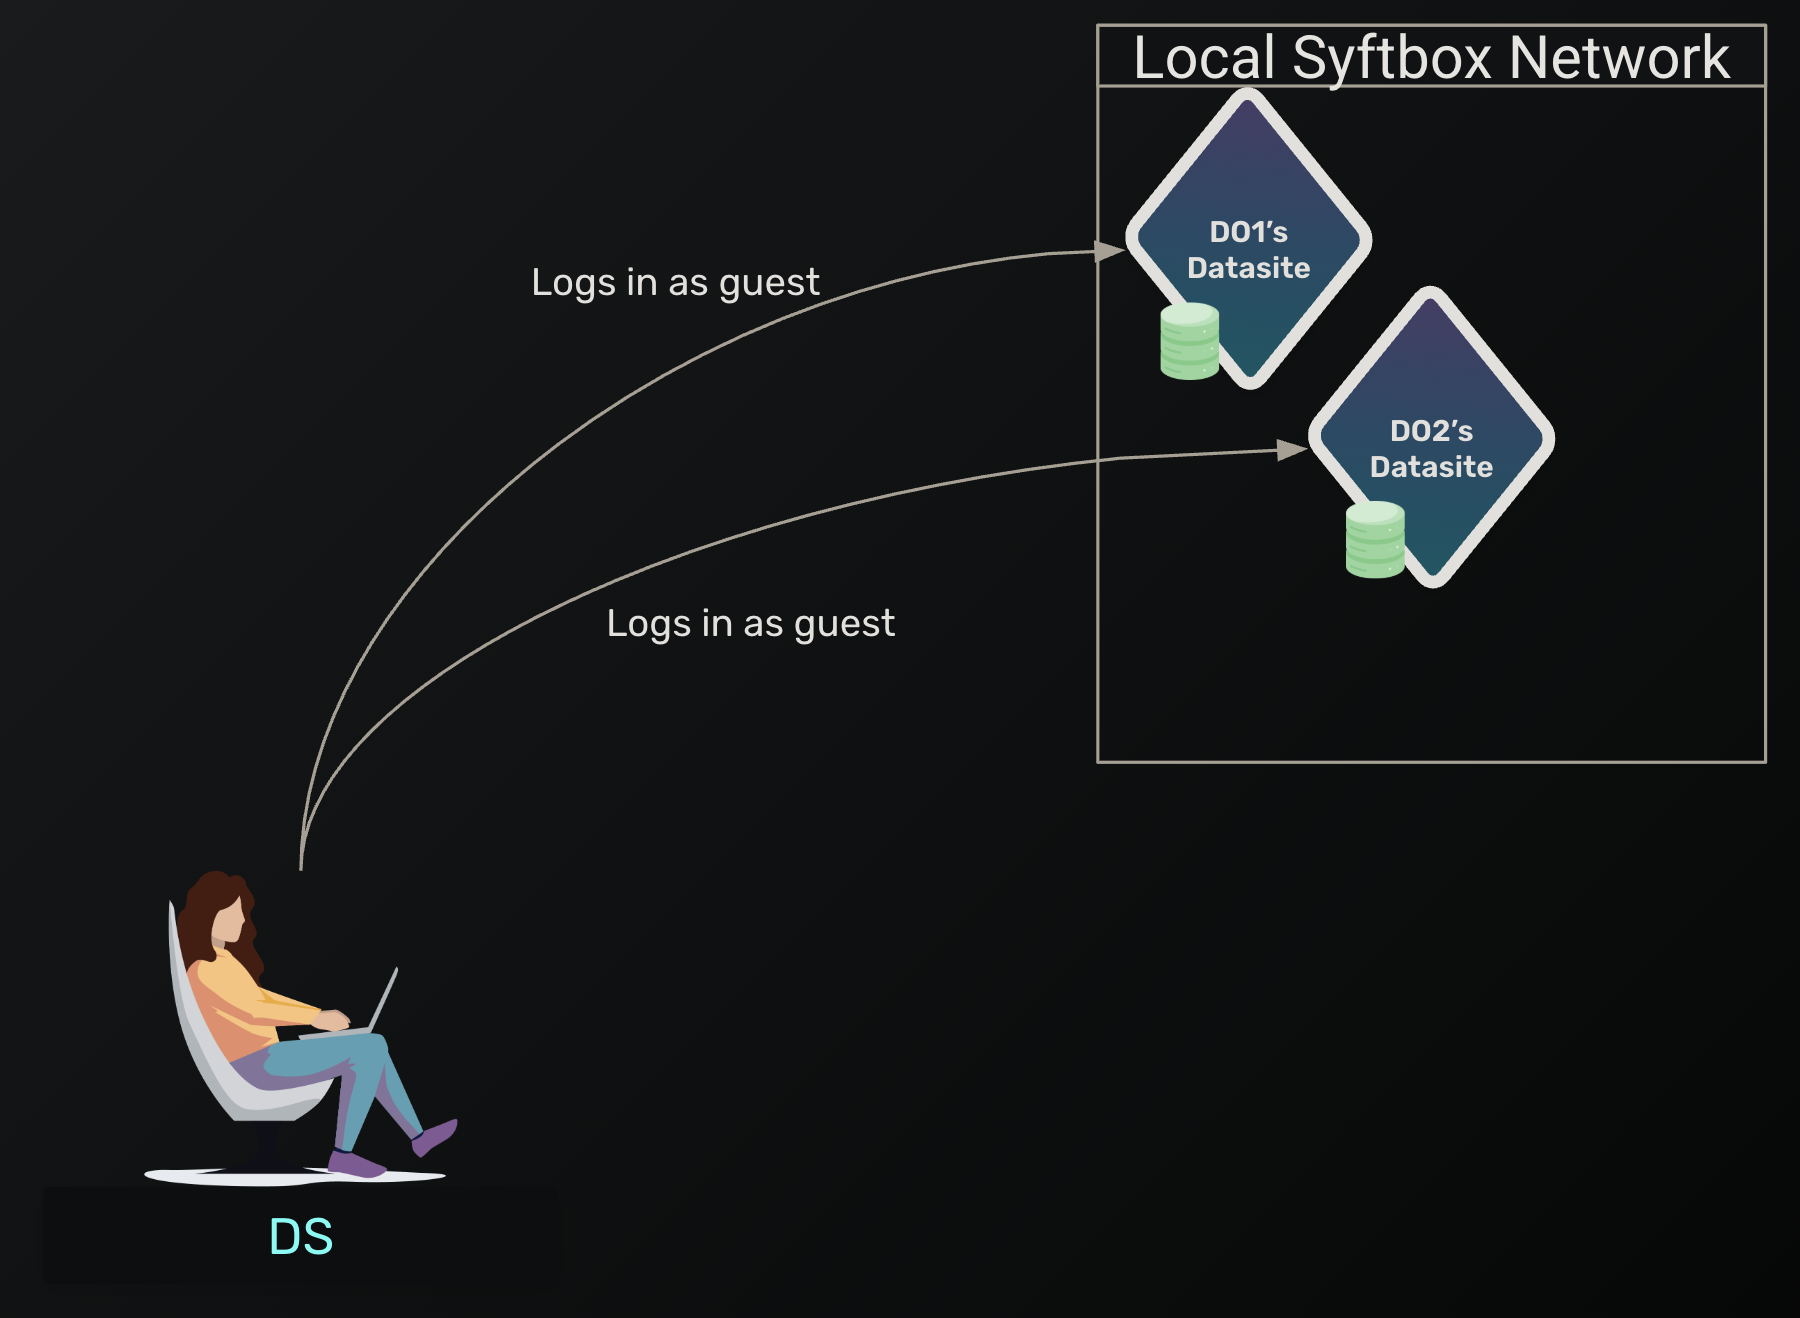 Local Syftbox Network
DO1’s
Datasite
Logs in as guest
DO2’s
Datasite
Logs in as guest
DS